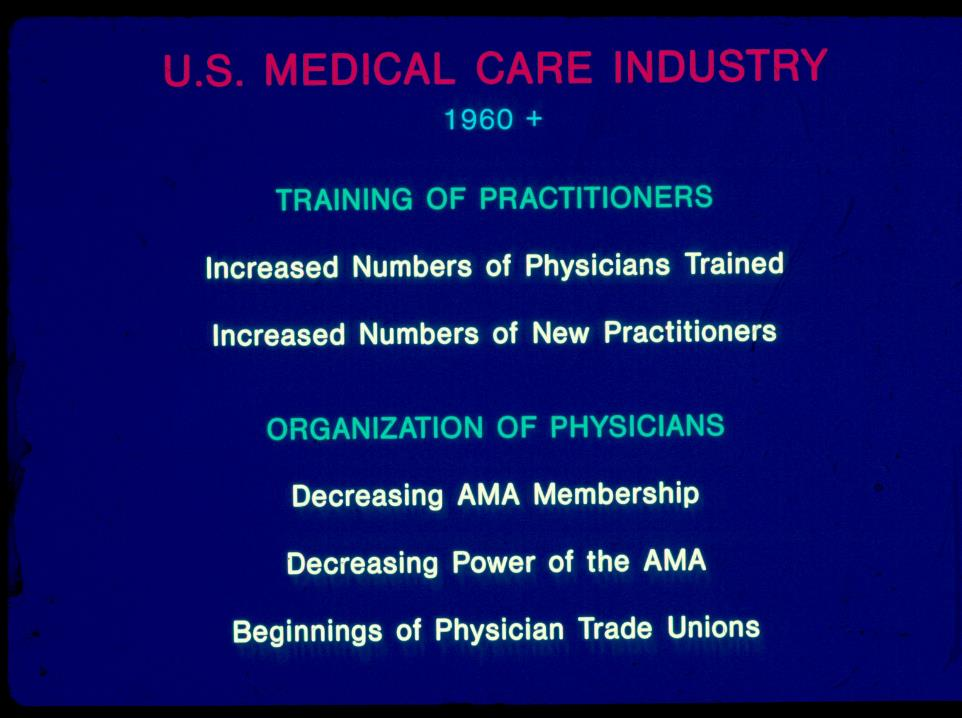 U.S. MEDICAL CARE INDUSTRY
1960 +
TRAINING OF PRACTITIONERS
Increased Numbers of Physicians Trained
Increased Numbers of New Practitioners
ORGANIZATION OF PHYSICIANS
Decreasing AMA Membership
Decreasing Power of the AMA
Beginnings of Physician Trade Unions